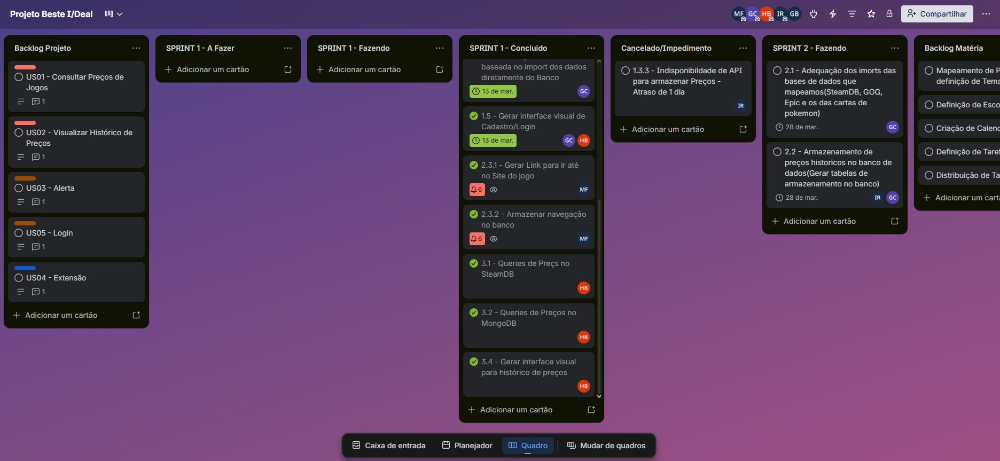 Projeto Beste I/Deal
MF GC HB IR GB
Compartilhar
Backlog Projeto
US01 - Consultar Preços de
Jogos
1
US02 - Visualizar Histórico de
Preços
1
US03 - Alerta
1
US05 - Login
1
US04 - Extensão
1
Adicionar um cartão
SPRINT 1 - A Fazer
Adicionar um cartão
SPRINT 1 - Fazendo
Adicionar um cartão
SPRINT 1 - Concluido
baseada no import dos dados
diretamente do Banco
13 de mar.
GC
1.5 - Gerar interface visual de
Cadastro/Login
13 de mar.
GC HB
2.3.1 - Gerar Link para ir até
no Site do jogo
6
MF
2.3.2 - Armazenar navegação
no banco
6
MF
3.1 - Queries de Preçs no
SteamDB
HB
3.2 - Queries de Preços no
MongoDB
HB
3.4 - Gerar interface visual
para histórico de preços
HB
Adicionar um cartão
Cancelado/Impedimento
1.3.3 - Indisponibildade de API
para armazenar Preços -
Atraso de 1 dia
IR
Adicionar um cartão
SPRINT 2 - Fazendo
2.1 - Adequação dos imorts das
bases de dados que
mapeamos(SteamDB, GOG,
Epic e os das cartas de
pokemon)
28 de mar.
GC
2.2 - Armazenamento de
preços historicos no banco de
dados(Gerar tabelas de
armazenamento no banco)
28 de mar.
IR GC
Adicionar um cartão
Backlog Matéria
Mapeamento de P
definição de Tema
Definição de Esco
Criação de Calend
Definição de Taref
Distribuição de Ta
Adicionar um carta
Caixa de entrada
Planejador
Quadro
Mudar de quadros